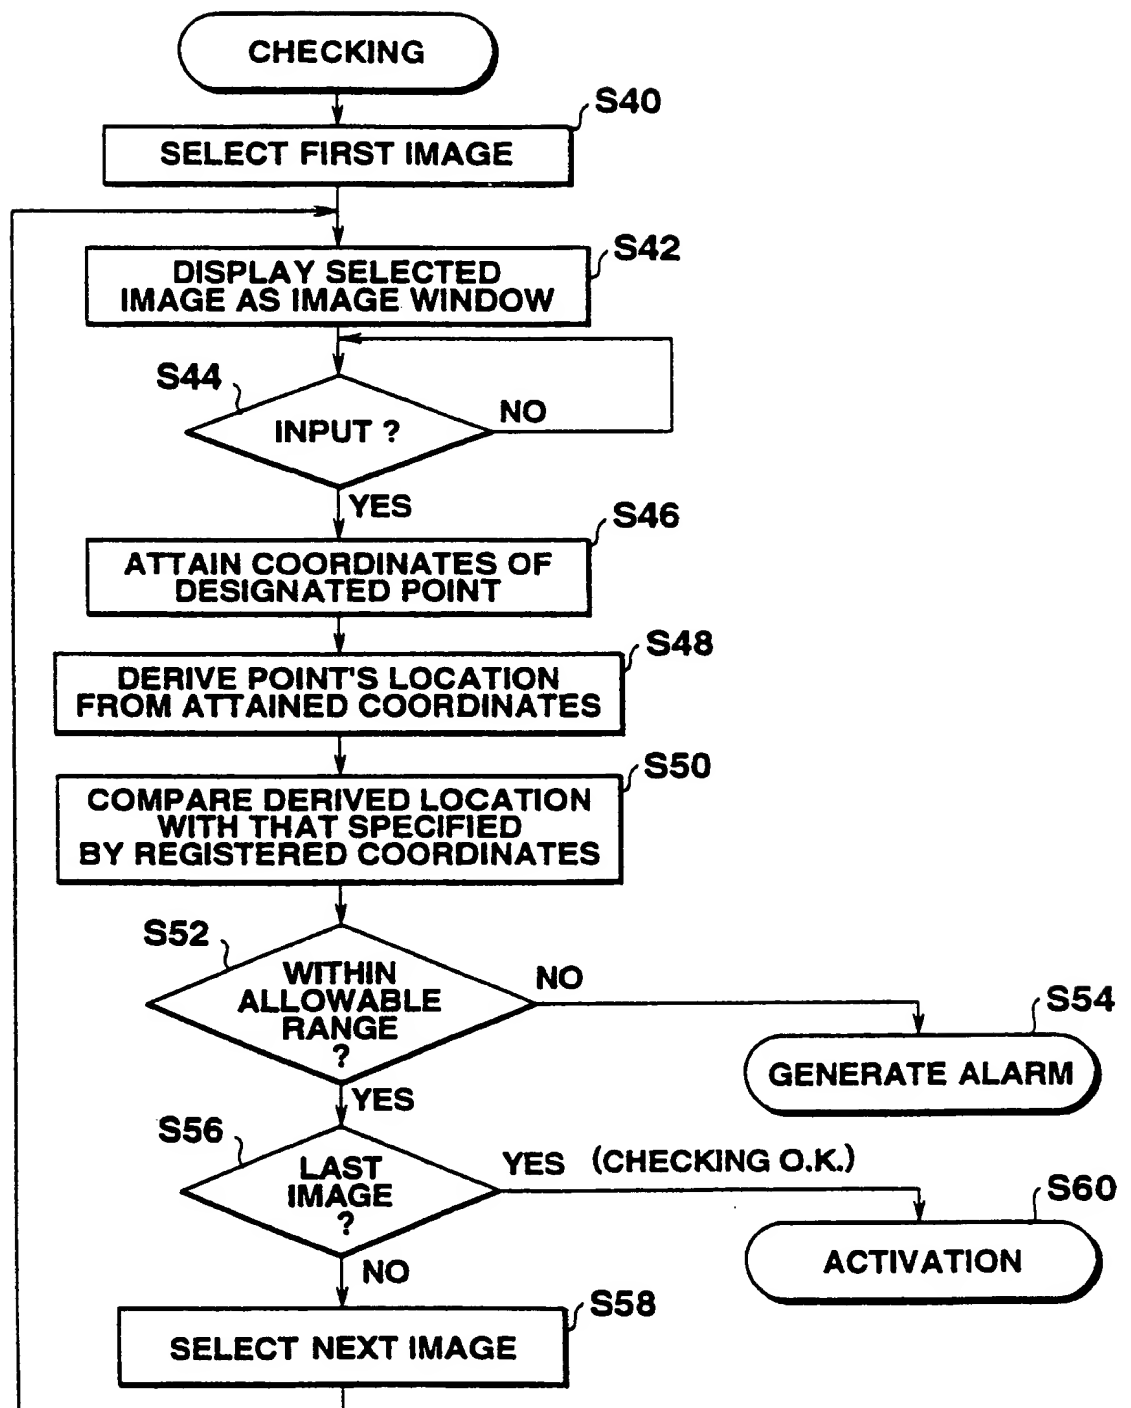 CHECKING
S40
SELECT FIRST IMAGE
S42
DISPLAY SELECTED
IMAGE AS IMAGE WINDOW
S44
INPUT ?
NO
YES
S46
ATTAIN COORDINATES OF
DESIGNATED POINT
S48
DERIVE POINT'S LOCATION
FROM ATTAINED COORDINATES
S50
COMPARE DERIVED LOCATION
WITH THAT SPECIFIED
BY REGISTERED COORDINATES
S52
WITHIN
ALLOWABLE
RANGE
?
NO
S54
GENERATE ALARM
YES
S56
LAST
IMAGE
?
YES (CHECKING O.K.)
S60
ACTIVATION
NO
S58
SELECT NEXT IMAGE